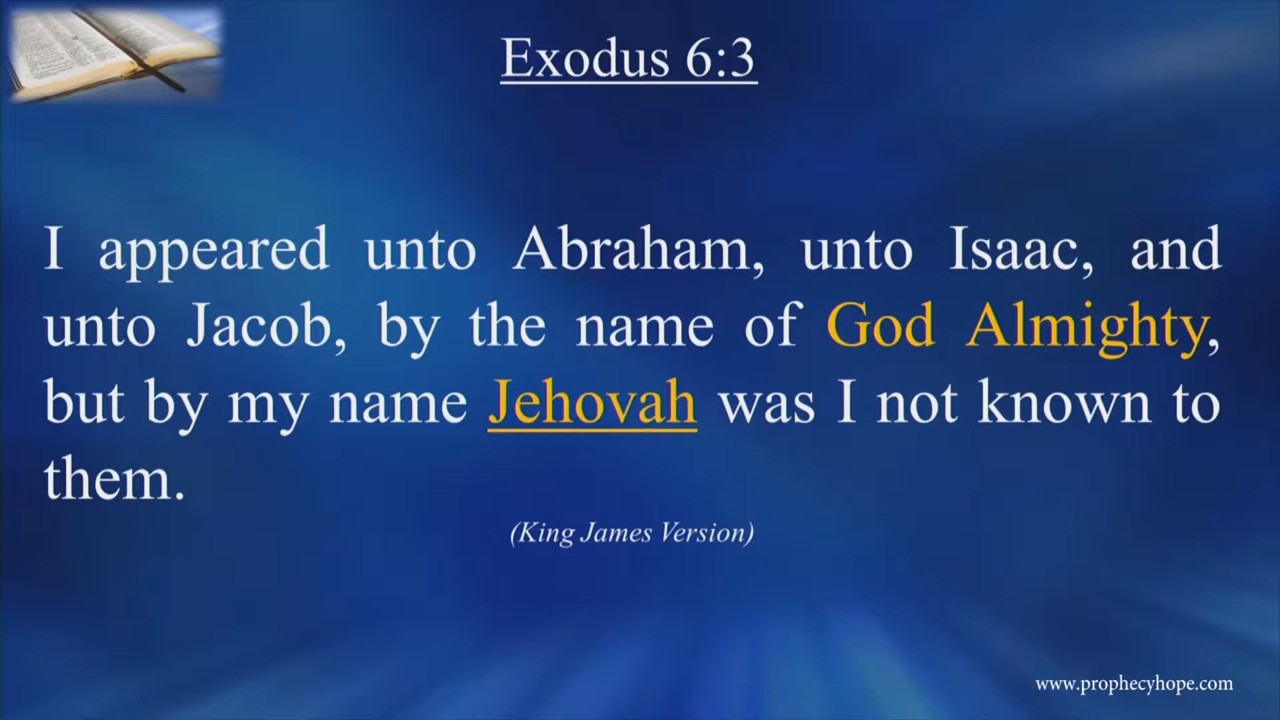 Exodus 6:3
I appeared unto Abraham, unto Isaac, and
unto Jacob, by the name of God Almighty,
but by my name Jehovah was I not known to
them.
(King James Version)
www.prophecyhope.com